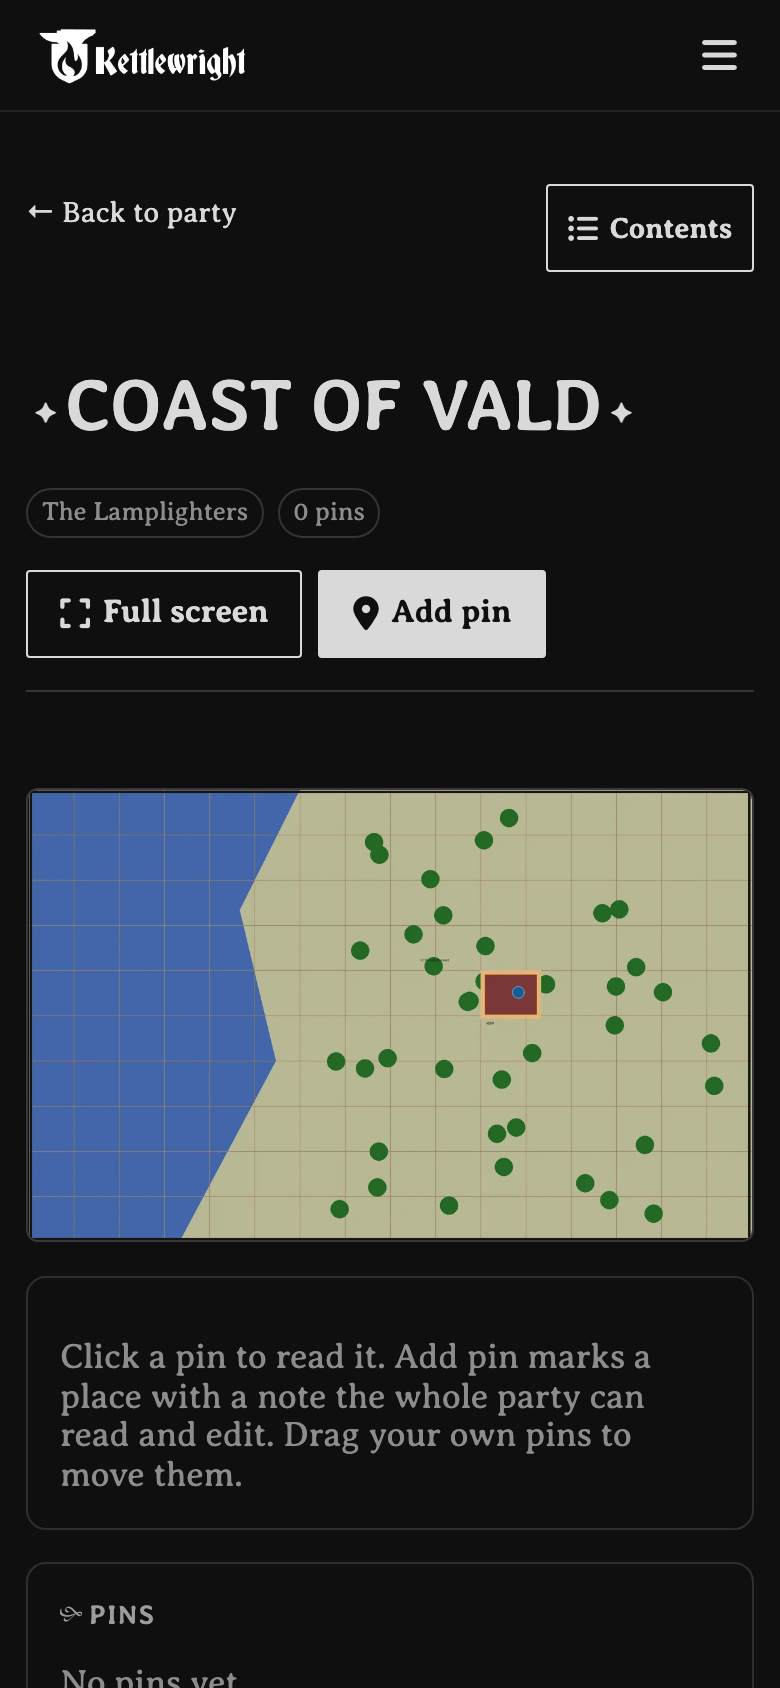 Kettlewright
← Back to party
Contents
COAST OF VALD
The Lamplighters
0 pins
Full screen
Add pin
Click a pin to read it. Add pin marks a
place with a note the whole party can
read and edit. Drag your own pins to
move them.
PINS
No pins yet